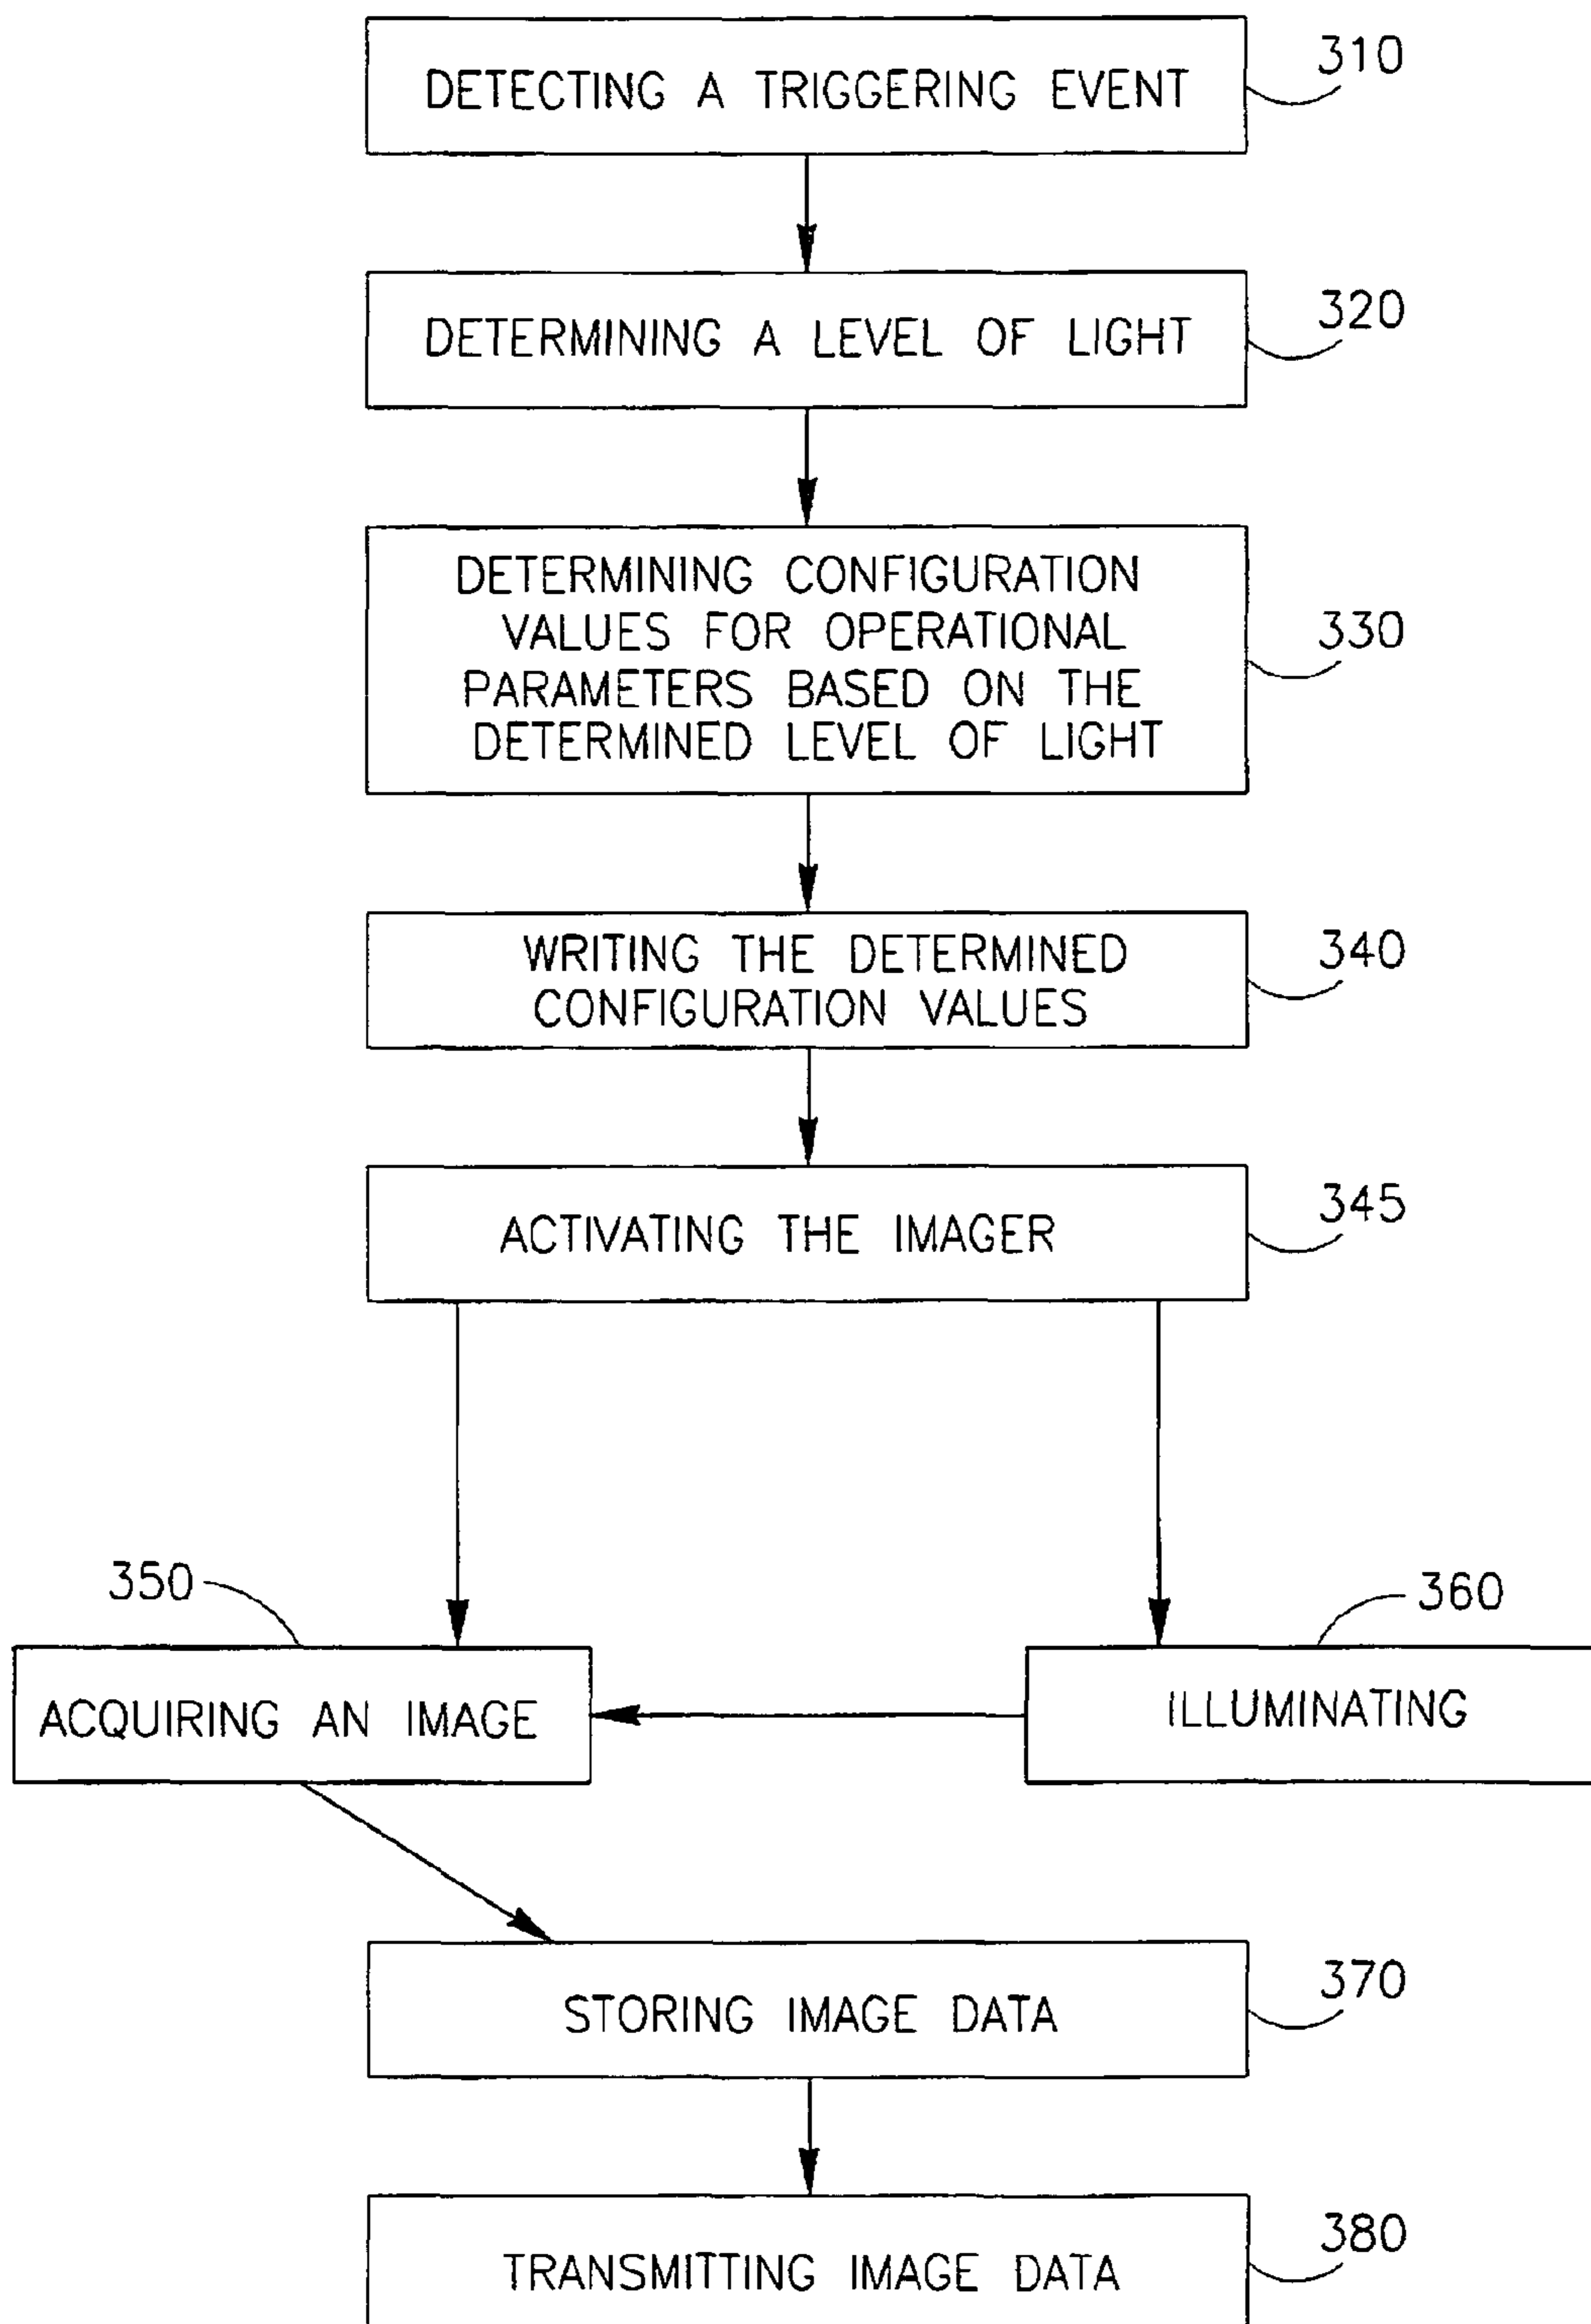 DETECTING A TRIGGERING EVENT
310
DETERMINING A LEVEL OF LIGHT
320
DETERMINING CONFIGURATION
VALUES FOR OPERATIONAL
PARAMETERS BASED ON THE
DETERMINED LEVEL OF LIGHT
330
WRITING THE DETERMINED
CONFIGURATION VALUES
340
ACTIVATING THE IMAGER
345
350
ACQUIRING AN IMAGE
360
ILLUMINATING
STORING IMAGE DATA
370
TRANSMITTING IMAGE DATA
380